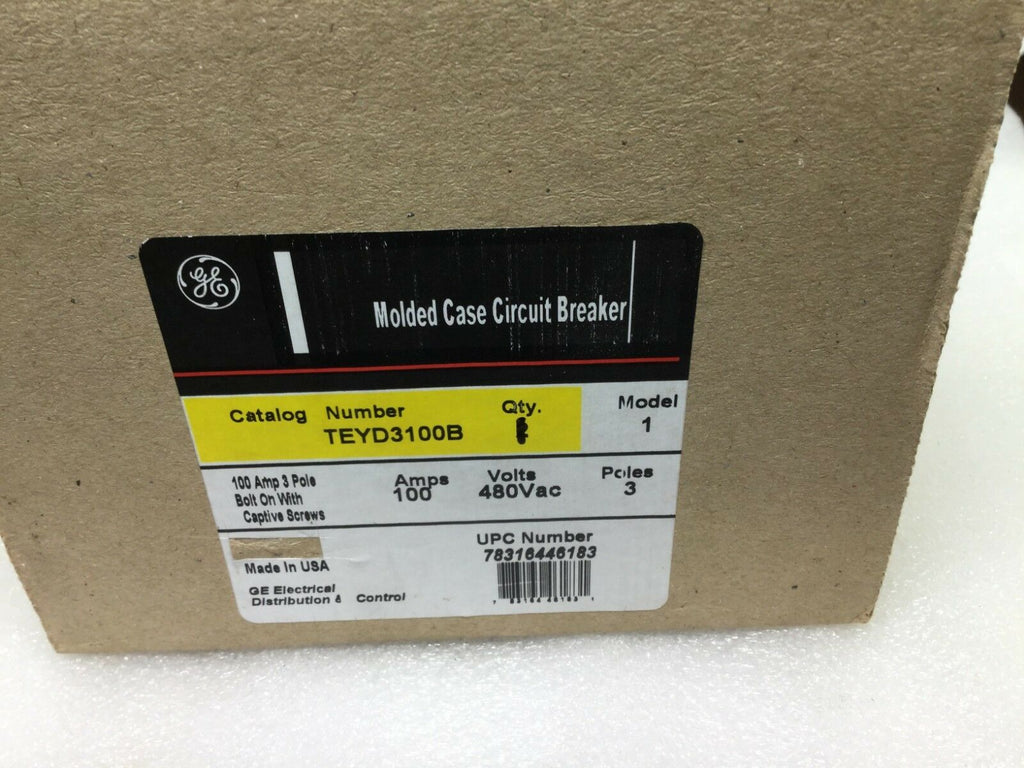 GE
Molded Case Circuit Breaker
Catalog Number Qty. Model
TEYD3100B 1
100 Amp 3 Pole Amps Volts Poles
Bolt On With 100 480Vac 3
Captive Screws
UPC Number
78316446183
Made In USA
GE Electrical
Distribution & Control